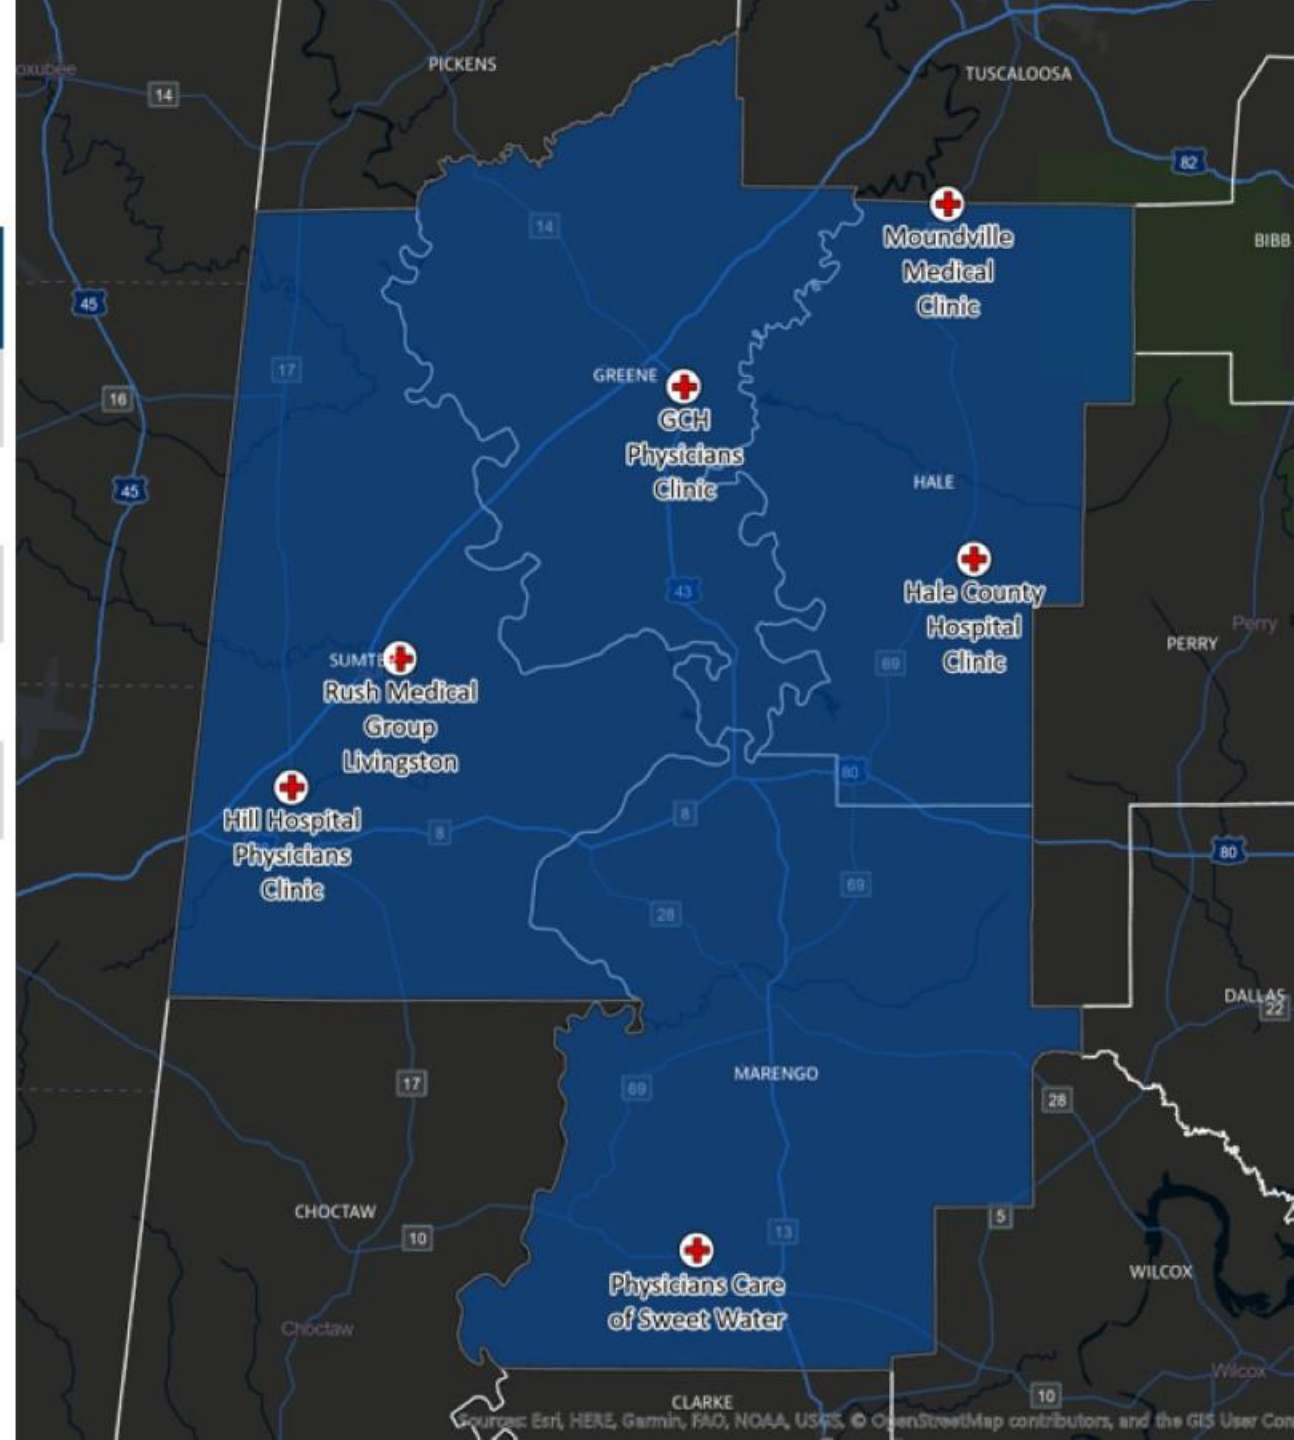 PICKENS
TUSCALOOSA
14
82
Moundville
Medical
Clinic
14
BIBB
45
17
GREENE
16
GCH
Physicians
Clinic
HALE
45
43
Hale County
Hospital
Clinic
Perry
PERRY
SUMTE
69
Rush Medical
Group
Livingston
80
Hill Hospital
Physicians
Clinic
8
8
80
69
28
DALLAS
22
MARENGO
17
69
28
CHOCTAW
10
5
13
WILCOX
Physicians Care
of Sweet Water
Choctaw
Wilcox
10
CLARKE
Sources: Esri, HERE, Garmin, FAO, NOAA, USGS, © OpenStreetMap contributors, and the GIS User Con